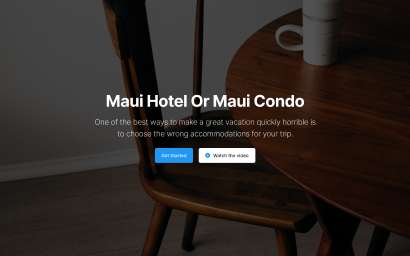 Maui Hotel Or Maui Condo
One of the best ways to make a great vacation quickly horrible is
to choose the wrong accommodations for your trip.
Get Started
Watch the video